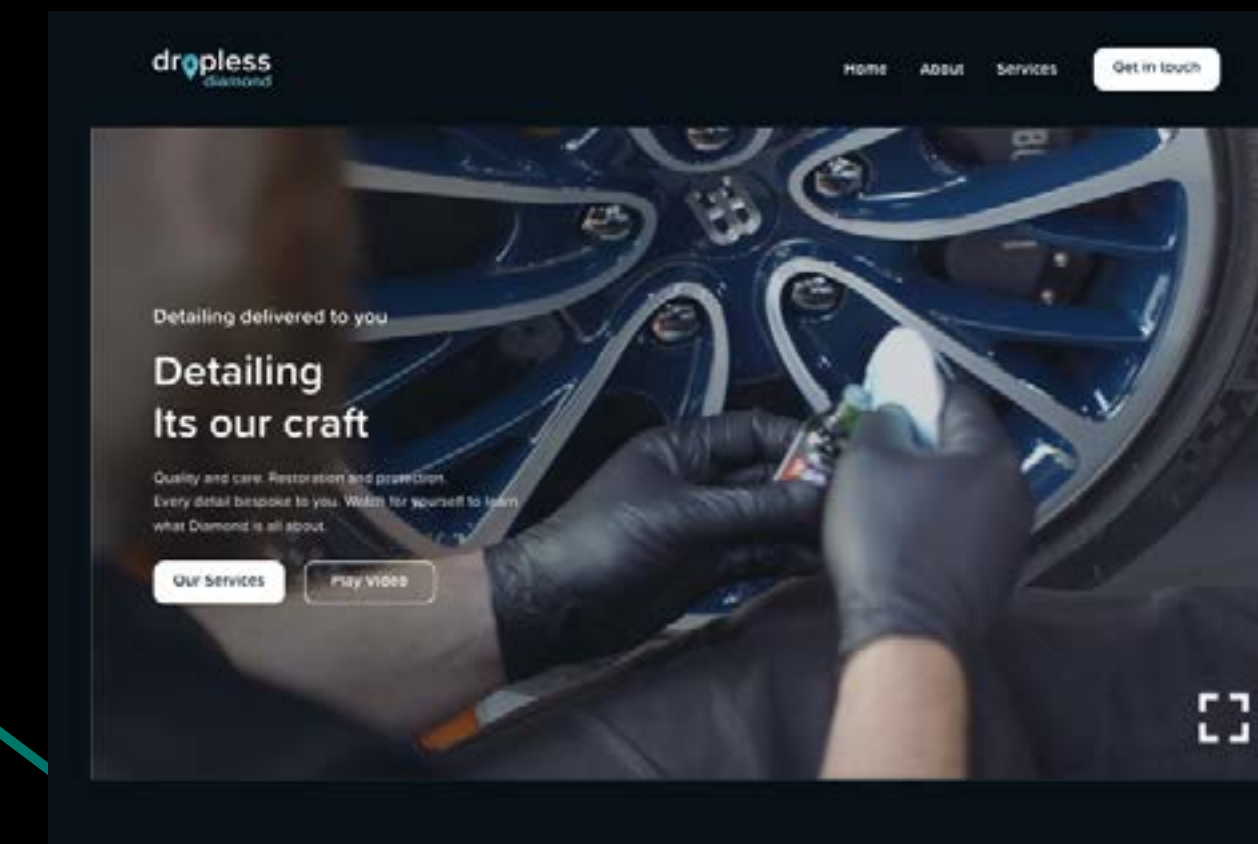 dropless
diamond
Home
About
Services
Get in touch
Detailing delivered to you
Detailing
Its our craft
Quality and care. Restoration and protection.
Every detail bespoke to you. Watch for yourself to learn
what Diamond is all about.
Our Services
Play Video